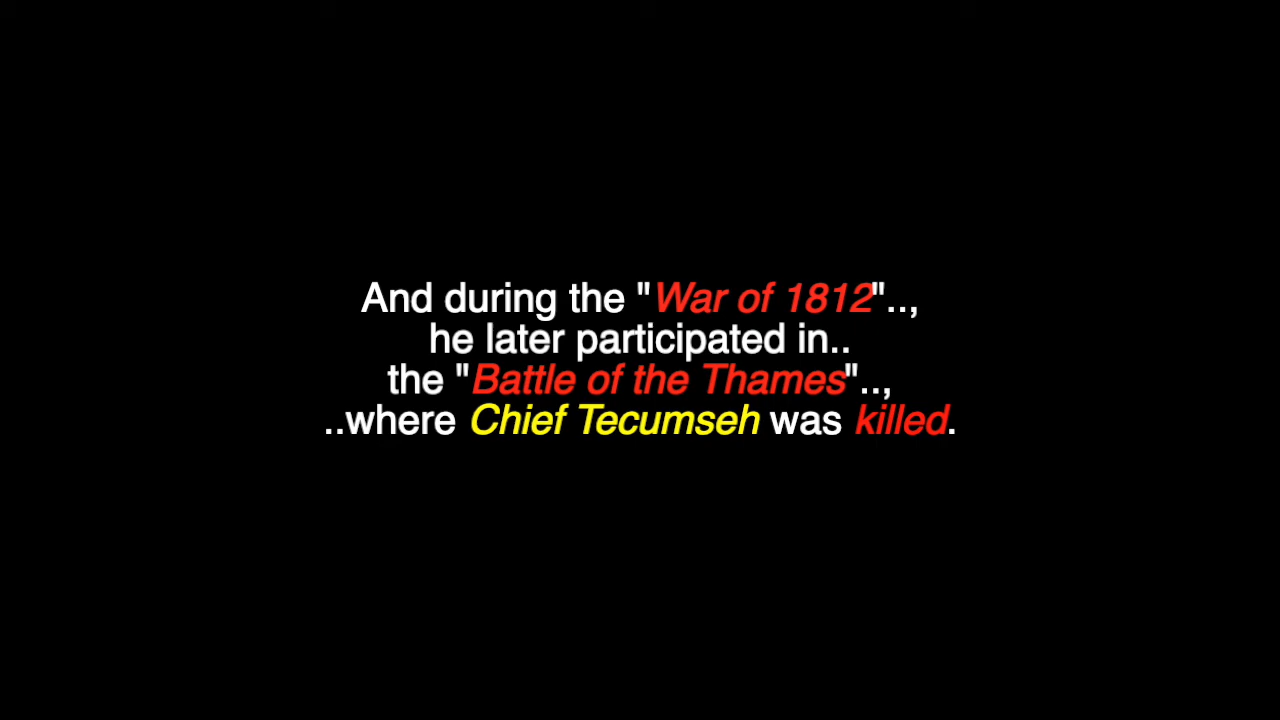 And during the "War of 1812"..,
he later participated in..
the "Battle of the Thames"..,
..where Chief Tecumseh was killed.